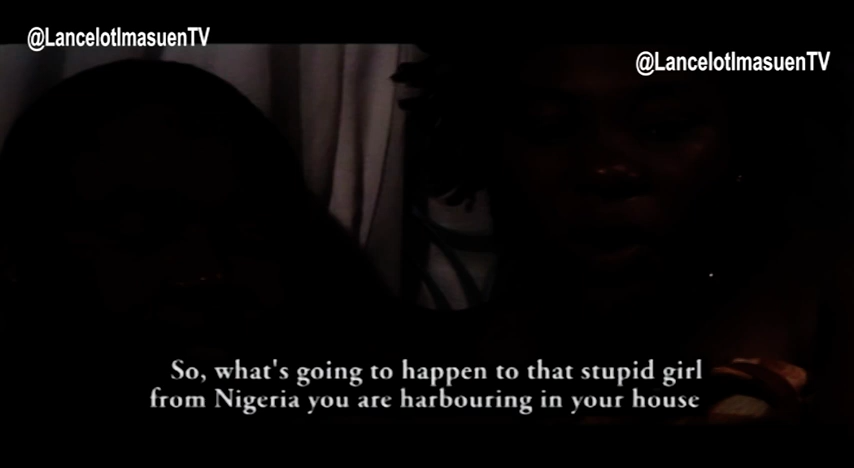 @LancelotImasuenTV
@LancelotImasuenTV
So, what's going to happen to that stupid girl
from Nigeria you are harbouring in your house